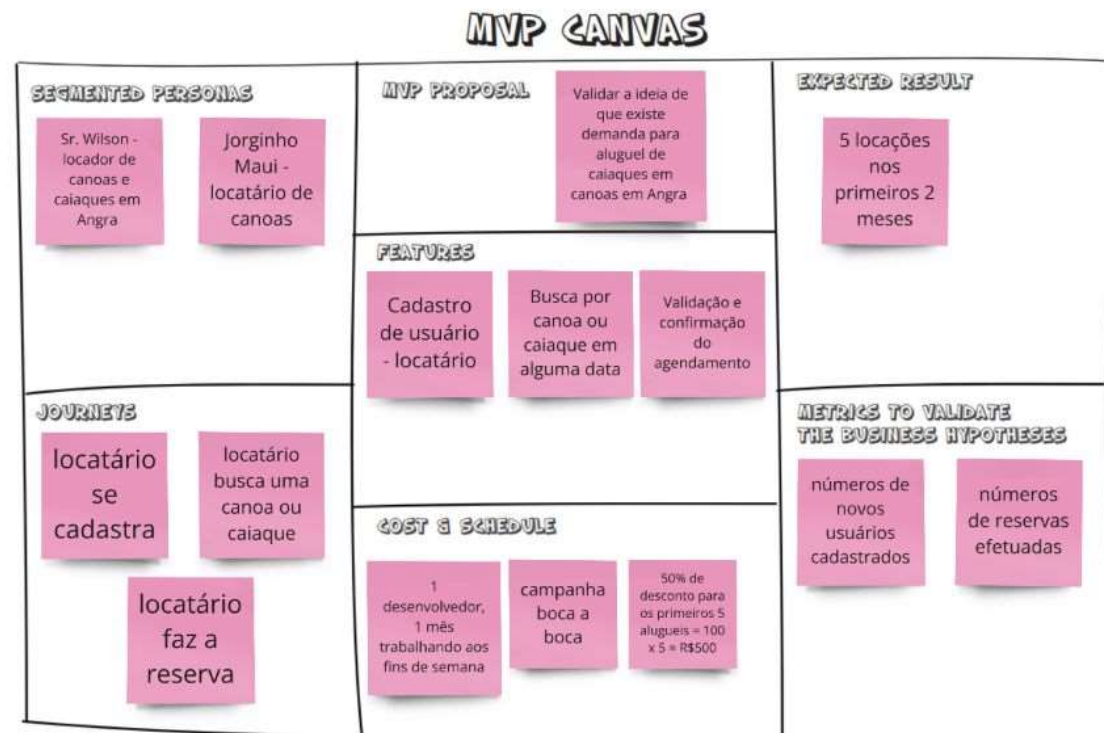 MVP CANVAS
SEGMENTED PERSONAS
Sr. Wilson -
locador de
canoas e
caiaques em
Angra
Jorginho
Maui -
locatário de
canoas
MVP PROPOSAL
Validar a ideia de
que existe
demanda para
aluguel de
caiaques em
canoas em Angra
EXPECTED RESULT
5 locações
nos
primeiros 2
meses
FEATURES
Cadastro
de usuário
- locatário
Busca por
canoa ou
caiaque em
alguma data
Validação e
confirmação
do
agendamento
JOURNEYS
locatário
se
cadastra
locatário
busca uma
canoa ou
caiaque
locatário
faz a
reserva
COST & SCHEDULE
1
desenvolvedor,
1 mês
trabalhando aos
fins de semana
campanha
boca a
boca
50% de
desconto para
os primeiros 5
alugueis = 100
x 5 = R$500
METRICS TO VALIDATE
THE BUSINESS HYPOTHESES
números de
novos
usuários
cadastrados
números
de reservas
efetuadas